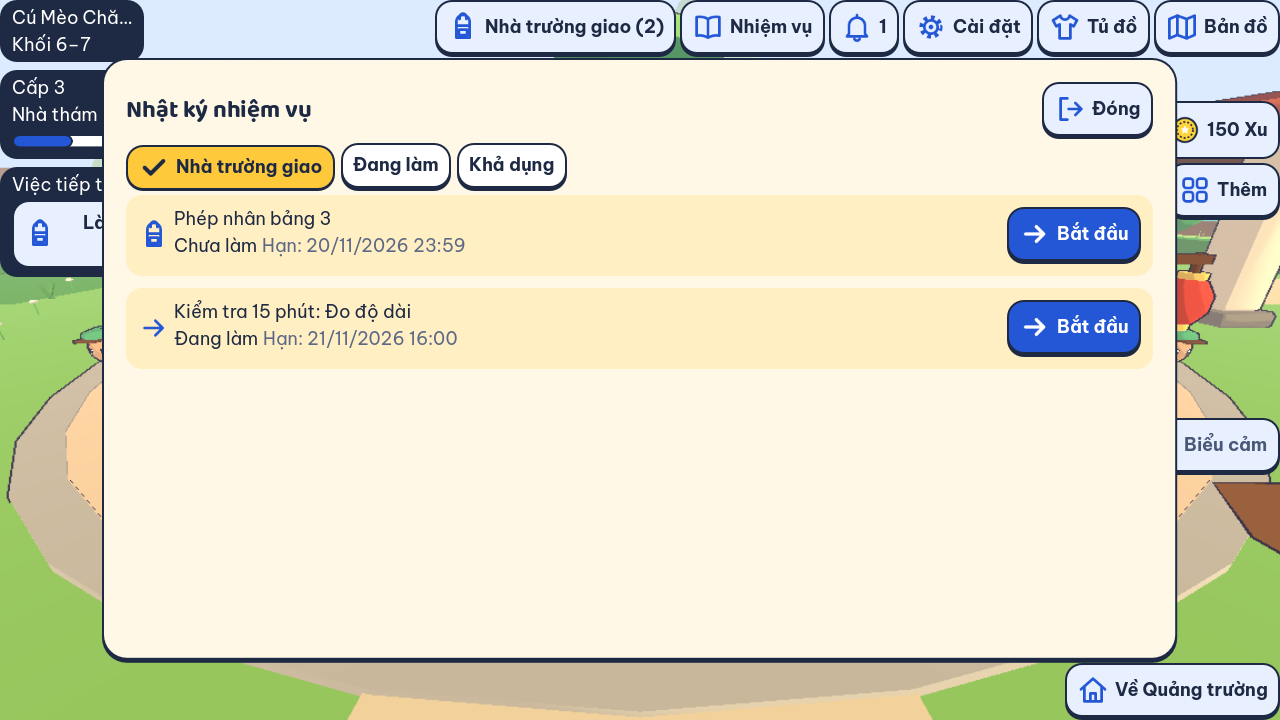 Cú Mèo Chă...
Khối 6–7
Nhà trường giao (2)
Nhiệm vụ
1
Cài đặt
Tủ đồ
Bản đồ
Cấp 3
Nhà thám
Việc tiếp t
Nhật ký nhiệm vụ
Đóng
150 Xu
Thêm
Nhà trường giao
Đang làm
Khả dụng
Phép nhân bảng 3
Chưa làm Hạn: 20/11/2026 23:59
Bắt đầu
Kiểm tra 15 phút: Đo độ dài
Đang làm Hạn: 21/11/2026 16:00
Bắt đầu
Biểu cảm
Về Quảng trường